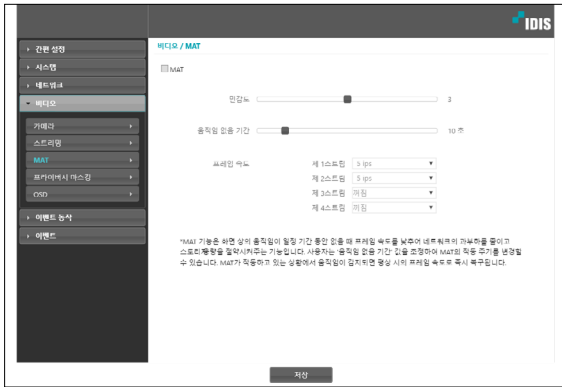 IDIS
간편 설정
비디오 / MAT
시스템
MAT
네트워크
비디오
민감도 3
카메라
움직임 없음 기간 10 초
스트리밍
MAT
프레임 속도 제 1스트림 5 ips
프라이버시 마스킹
제 2스트림 5 ips
OSD
제 3스트림 꺼짐
제 4스트림 꺼짐
이벤트 동작
이벤트
*MAT 기능은 화면 상의 움직임이 일정 기간 동안 없을 때 프레임 속도를 낮추어 네트워크의 과부하를 줄이고
스토리지용량을 절약시켜주는 기능입니다. 사용자는 '움직임 없음 기간' 값을 조정하여 MAT의 작동 주기를 변경할
수 있습니다. MAT가 작동하고 있는 상황에서 움직임이 감지되면 평상 시의 프레임 속도로 즉시 복구됩니다.
저장